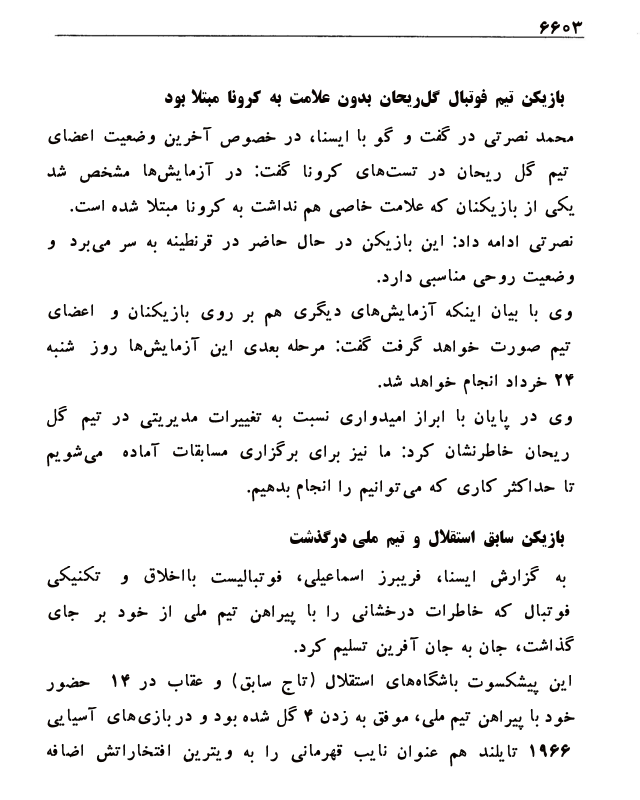 ۶۶۰۳
بازیکن تیم فوتبال گل‌ریحان بدون علامت به کرونا مبتلا بود
محمد نصرتی در گفت و گو با ایسنا، در خصوص آخرین وضعیت اعضای
تیم گل ریحان در تست‌های کرونا گفت: در آزمایش‌ها مشخص شد
یکی از بازیکنان که علامت خاصی هم نداشت به کرونا مبتلا شده است.
نصرتی ادامه داد: این بازیکن در حال حاضر در قرنطینه به سر می‌برد و
وضعیت روحی مناسبی دارد.
وی با بیان اینکه آزمایش‌های دیگری هم بر روی بازیکنان و اعضای
تیم صورت خواهد گرفت گفت: مرحله بعدی این آزمایش‌ها روز شنبه
۲۴ خرداد انجام خواهد شد.
وی در پایان با ابراز امیدواری نسبت به تغییرات مدیریتی در تیم گل
ریحان خاطرنشان کرد: ما نیز برای برگزاری مسابقات آماده می‌شویم
تا حداکثر کاری که می‌توانیم را انجام بدهیم.
بازیکن سابق استقلال و تیم ملی درگذشت
به گزارش ایسنا، فریبرز اسماعیلی، فوتبالیست بااخلاق و تکنیکی
فوتبال که خاطرات درخشانی را با پیراهن تیم ملی از خود بر جای
گذاشت، جان به جان آفرین تسلیم کرد.
این پیشکسوت باشگاه‌های استقلال (تاج سابق) و عقاب در ۱۴ حضور
خود با پیراهن تیم ملی، موفق به زدن ۴ گل شده بود و در بازی‌های آسیایی
۱۹۶۶ تایلند هم عنوان نایب قهرمانی را به ویترین افتخاراتش اضافه